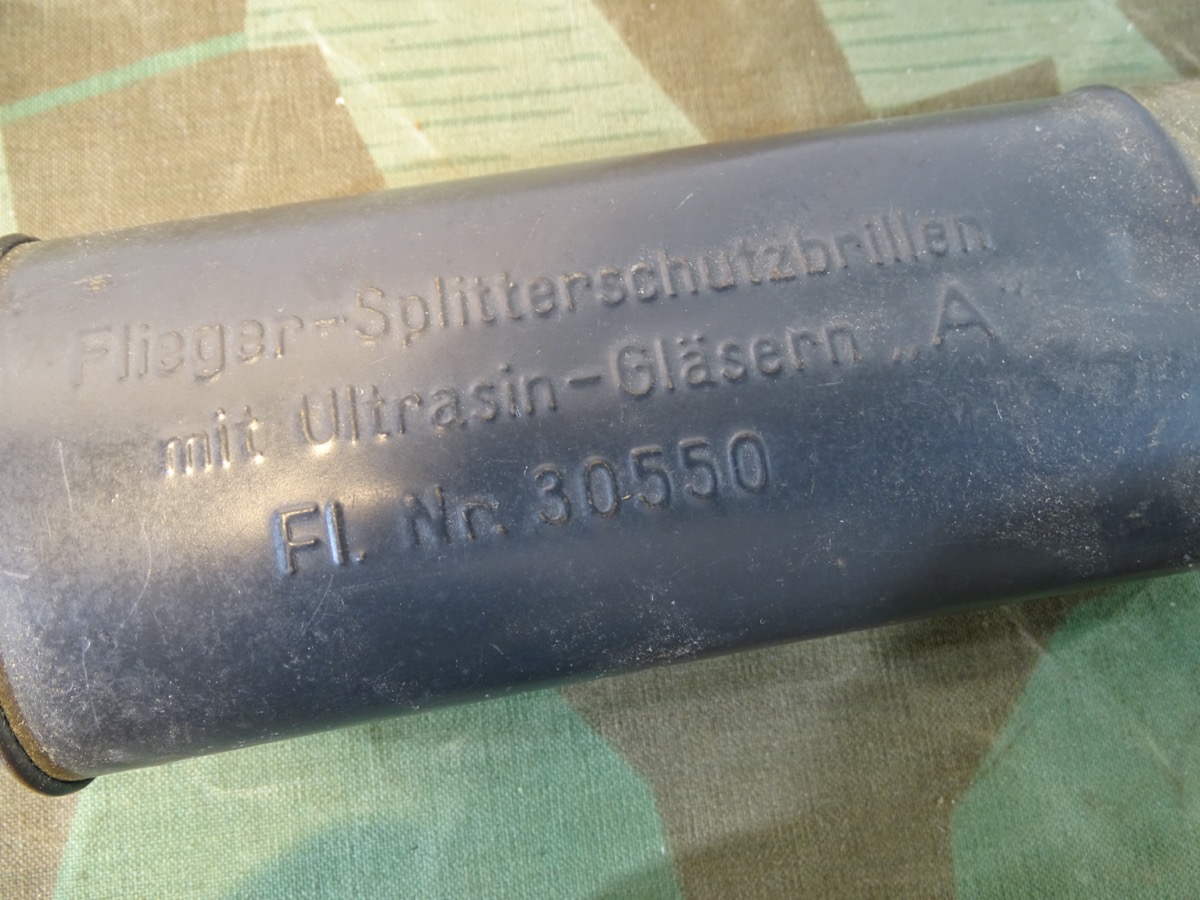 Flieger-Splitterschutzbrillen
mit Ultrasin-Gläsern „A“
Fl. Nr. 30550